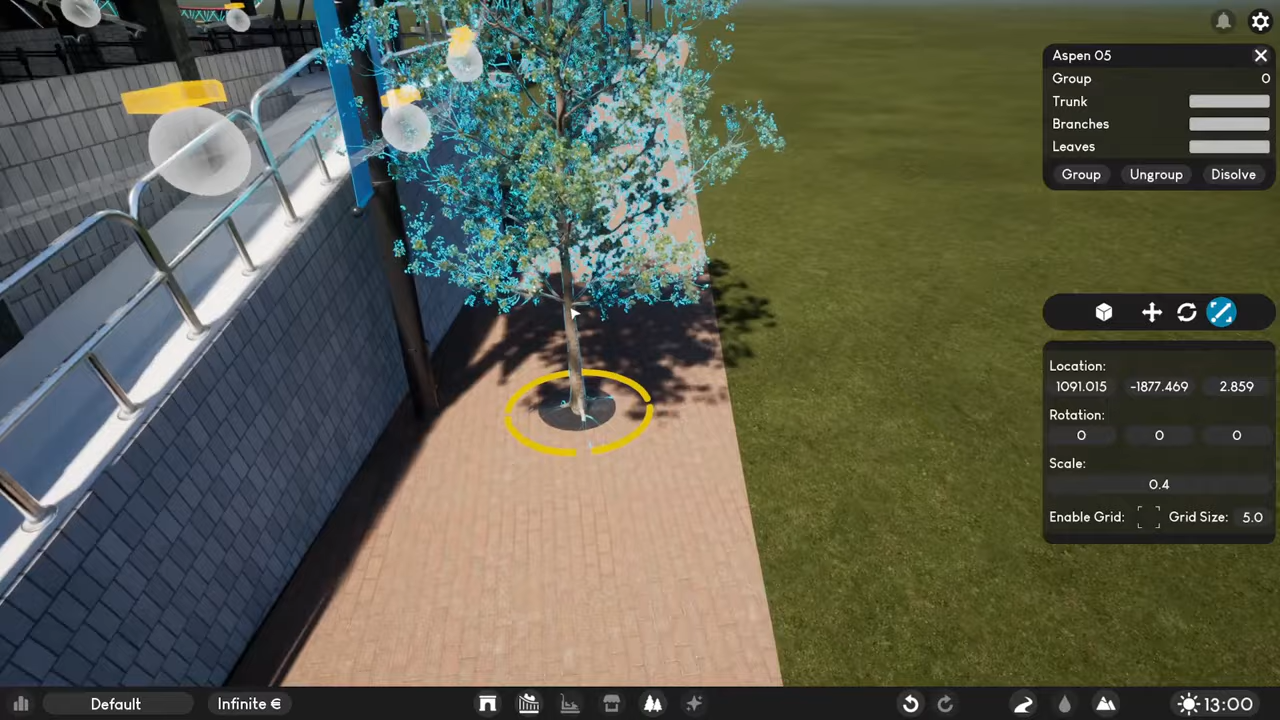 Aspen 05
Group 0
Trunk
Branches
Leaves
Group Ungroup Disolve
Location:
1091.015 -1877.469 2.859
Rotation:
0 0 0
Scale:
0.4
Enable Grid: Grid Size: 5.0
Default Infinite € 13:00